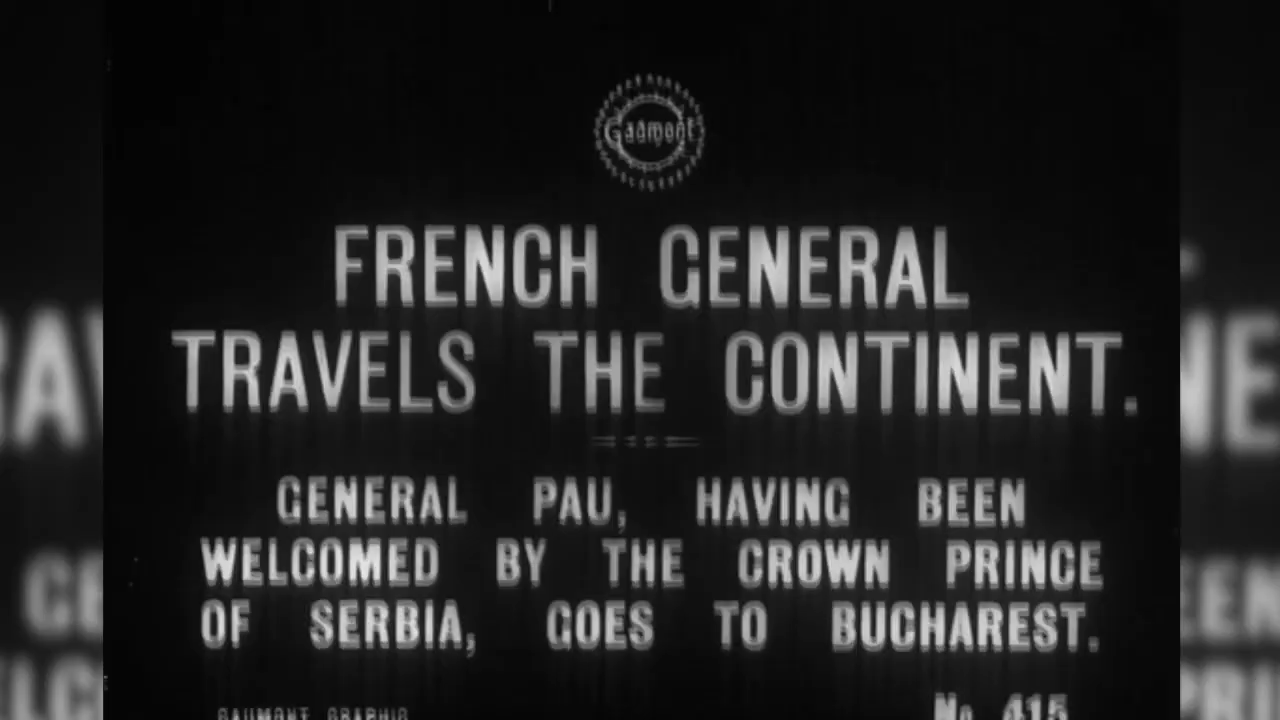 Gaumont
FRENCH GENERAL
TRAVELS THE CONTINENT.
GENERAL PAU, HAVING BEEN
WELCOMED BY THE CROWN PRINCE
OF SERBIA, GOES TO BUCHAREST.
GAUMONT GRAPHIC No 415